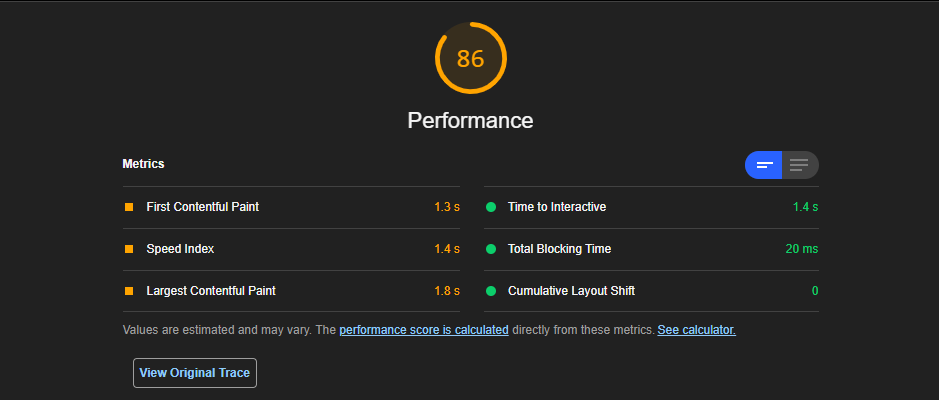 86
Performance
Metrics
First Contentful Paint 1.3 s
Time to Interactive 1.4 s
Speed Index 1.4 s
Total Blocking Time 20 ms
Largest Contentful Paint 1.8 s
Cumulative Layout Shift 0
Values are estimated and may vary. The performance score is calculated directly from these metrics. See calculator.
View Original Trace